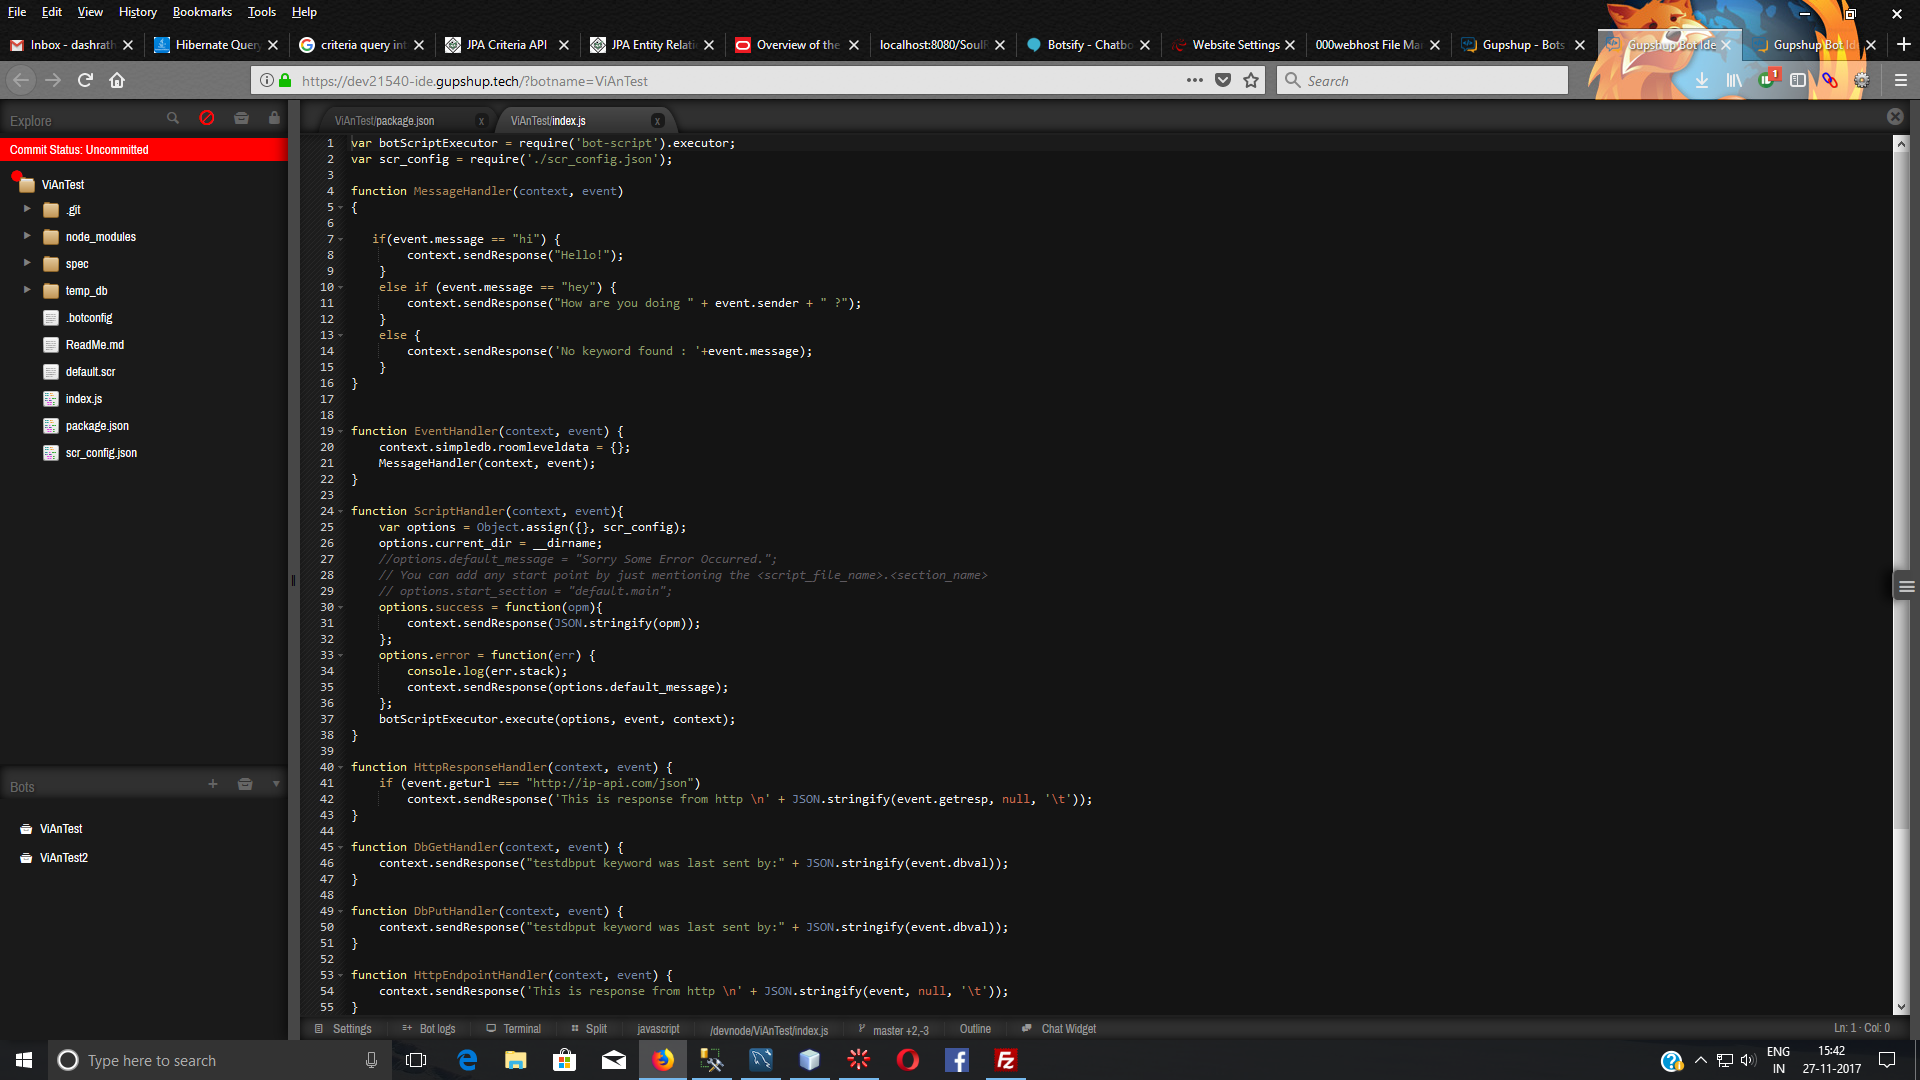 File Edit View History Bookmarks Tools Help
Inbox - dashrath
Hibernate Query
criteria query int
JPA Criteria API
JPA Entity Relati
Overview of the
localhost:8080/SoulF
Botsify - Chatbo
Website Settings
000webhost File Man
Gupshup - Bots
Gupshup Bot Ide
Gupshup Bot Id
https://dev21540-ide.gupshup.tech/?botname=ViAnTest
Search
1
Explore
Commit Status: Uncommitted
ViAnTest
.git
node_modules
spec
temp_db
.botconfig
ReadMe.md
default.scr
index.js
package.json
scr_config.json
Bots
ViAnTest
ViAnTest2
ViAnTest/package.json x
ViAnTest/index.js x
1 var botScriptExecutor = require('bot-script').executor;
2 var scr_config = require('./scr_config.json');
3
4 function MessageHandler(context, event)
5 {
6
7 if(event.message == "hi") {
8 context.sendResponse("Hello!");
9 }
10 else if (event.message == "hey") {
11 context.sendResponse("How are you doing " + event.sender + " ?");
12 }
13 else {
14 context.sendResponse('No keyword found : '+event.message);
15 }
16 }
17
18
19 function EventHandler(context, event) {
20 context.simpledb.roomleveldata = {};
21 MessageHandler(context, event);
22 }
23
24 function ScriptHandler(context, event){
25 var options = Object.assign({}, scr_config);
26 options.current_dir = __dirname;
27 //options.default_message = "Sorry Some Error Occurred.";
28 // You can add any start point by just mentioning the <script_file_name>.<section_name>
29 // options.start_section = "default.main";
30 options.success = function(opm){
31 context.sendResponse(JSON.stringify(opm));
32 };
33 options.error = function(err) {
34 console.log(err.stack);
35 context.sendResponse(options.default_message);
36 };
37 botScriptExecutor.execute(options, event, context);
38 }
39
40 function HttpResponseHandler(context, event) {
41 if (event.geturl === "http://ip-api.com/json")
42 context.sendResponse('This is response from http \n' + JSON.stringify(event.getresp, null, '\t'));
43 }
44
45 function DbGetHandler(context, event) {
46 context.sendResponse("testdbput keyword was last sent by:" + JSON.stringify(event.dbval));
47 }
48
49 function DbPutHandler(context, event) {
50 context.sendResponse("testdbput keyword was last sent by:" + JSON.stringify(event.dbval));
51 }
52
53 function HttpEndpointHandler(context, event) {
54 context.sendResponse('This is response from http \n' + JSON.stringify(event, null, '\t'));
55 }
Settings Bot logs Terminal Split javascript /devnode/ViAnTest/index.js master +2,-3 Outline Chat Widget Ln: 1 - Col: 0
Type here to search
ENG
IN
15:42
27-11-2017